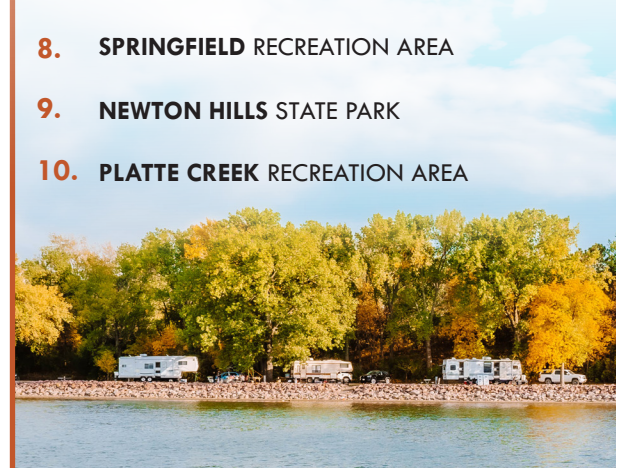 8. SPRINGFIELD RECREATION AREA
9. NEWTON HILLS STATE PARK
10. PLATTE CREEK RECREATION AREA